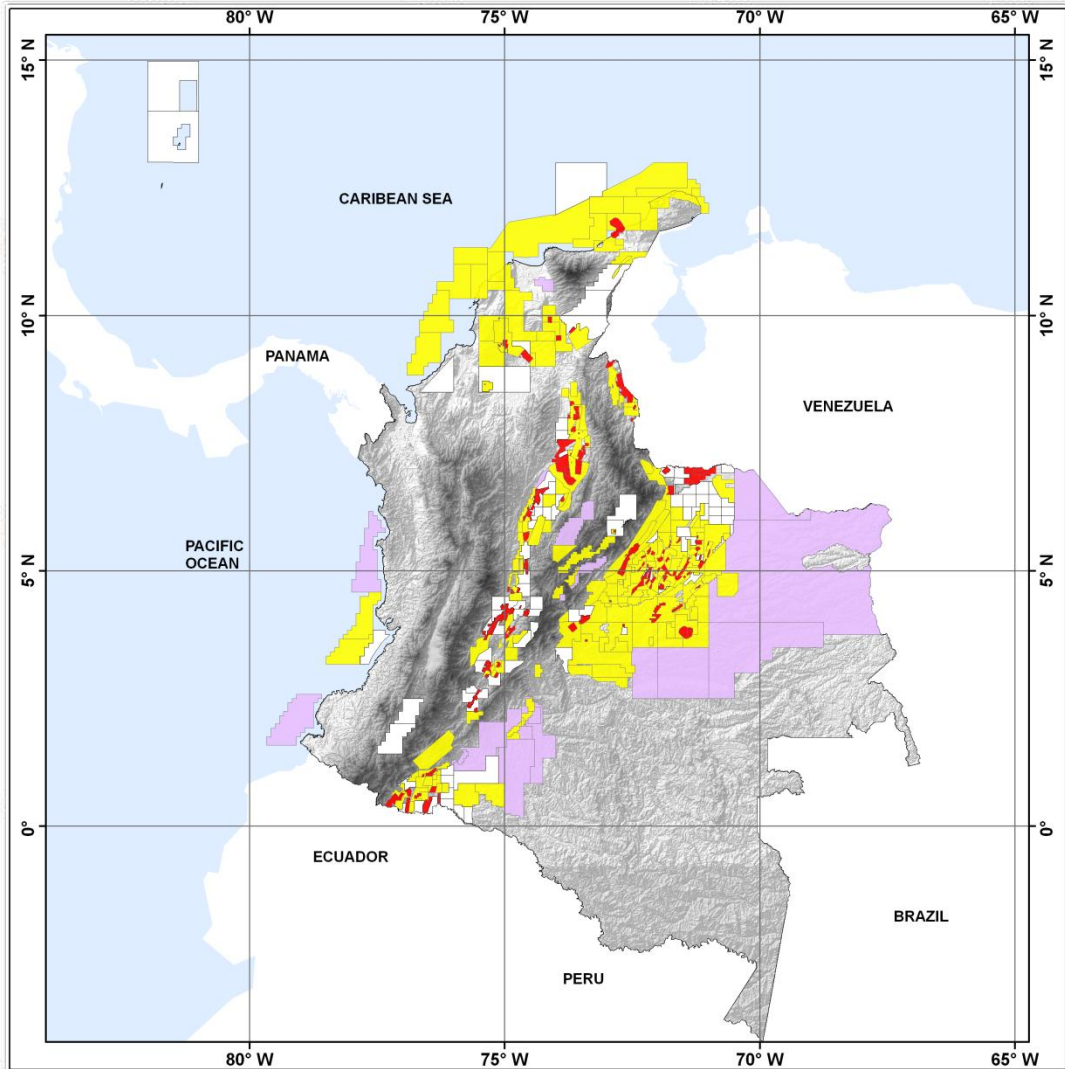 80° W
75° W
70° W
65° W
15° N
15° N
CARIBEAN SEA
10° N
10° N
PANAMA
VENEZUELA
PACIFIC
OCEAN
5° N
5° N
0°
0°
ECUADOR
BRAZIL
PERU
80° W
75° W
70° W
65° W